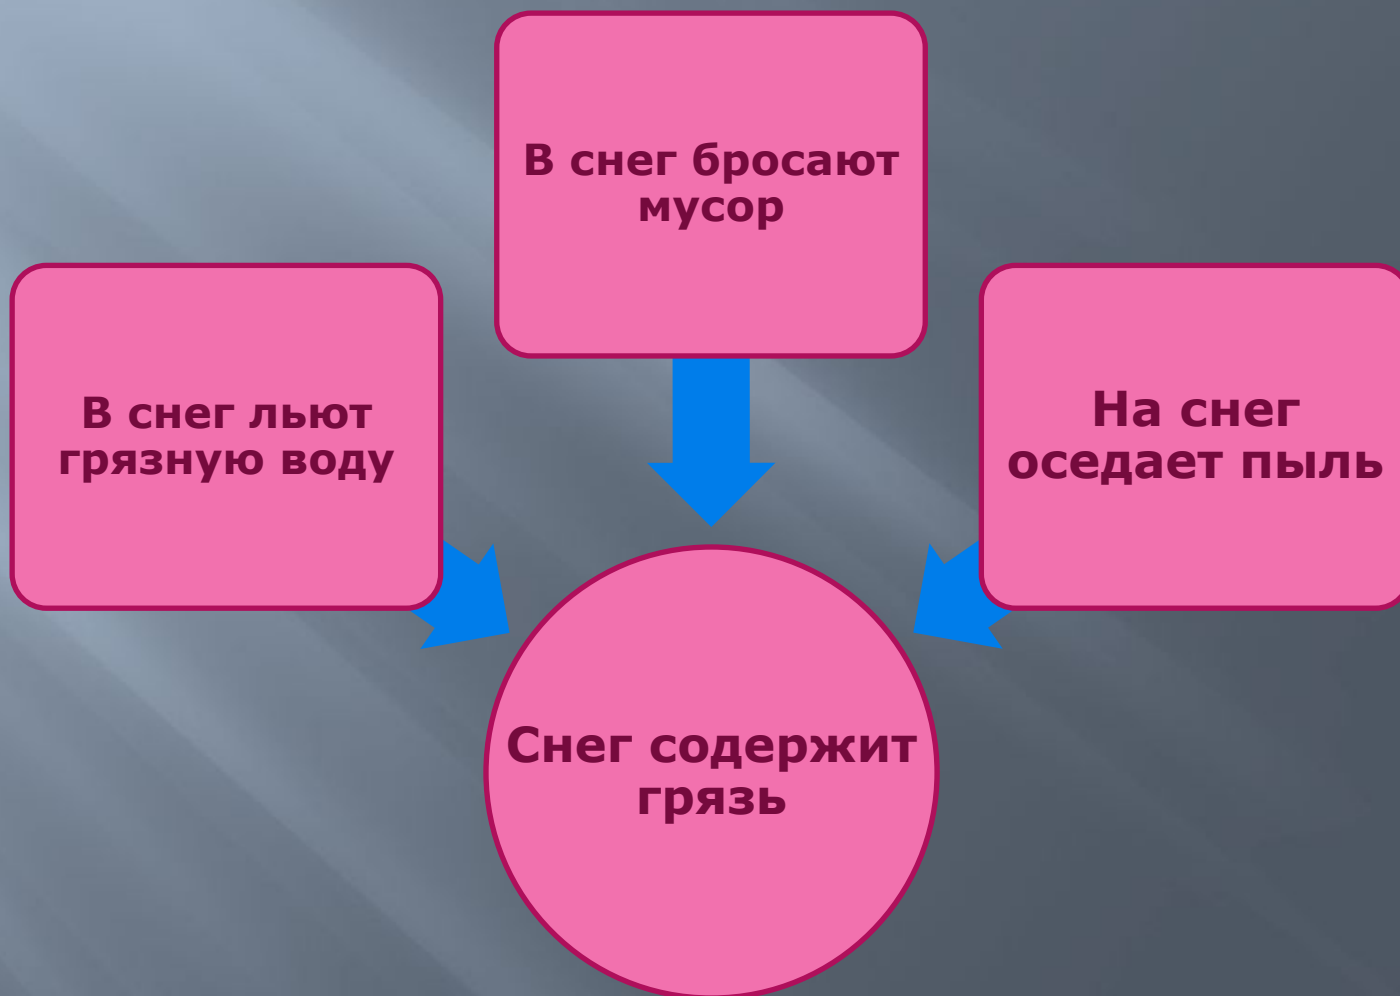 В снег бросают
мусор
В снег льют
грязную воду
На снег
оседает пыль
Снег содержит
грязь